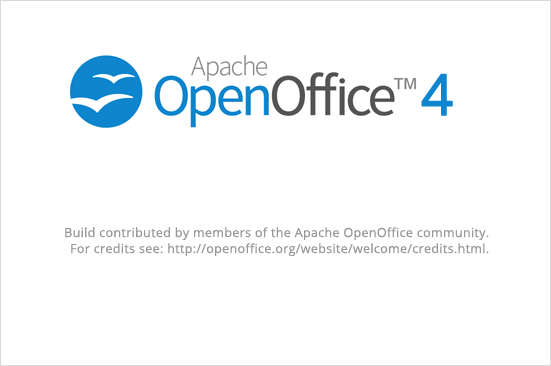 Apache
OpenOffice™ 4
Build contributed by members of the Apache OpenOffice community.
For credits see: http://openoffice.org/website/welcome/credits.html.